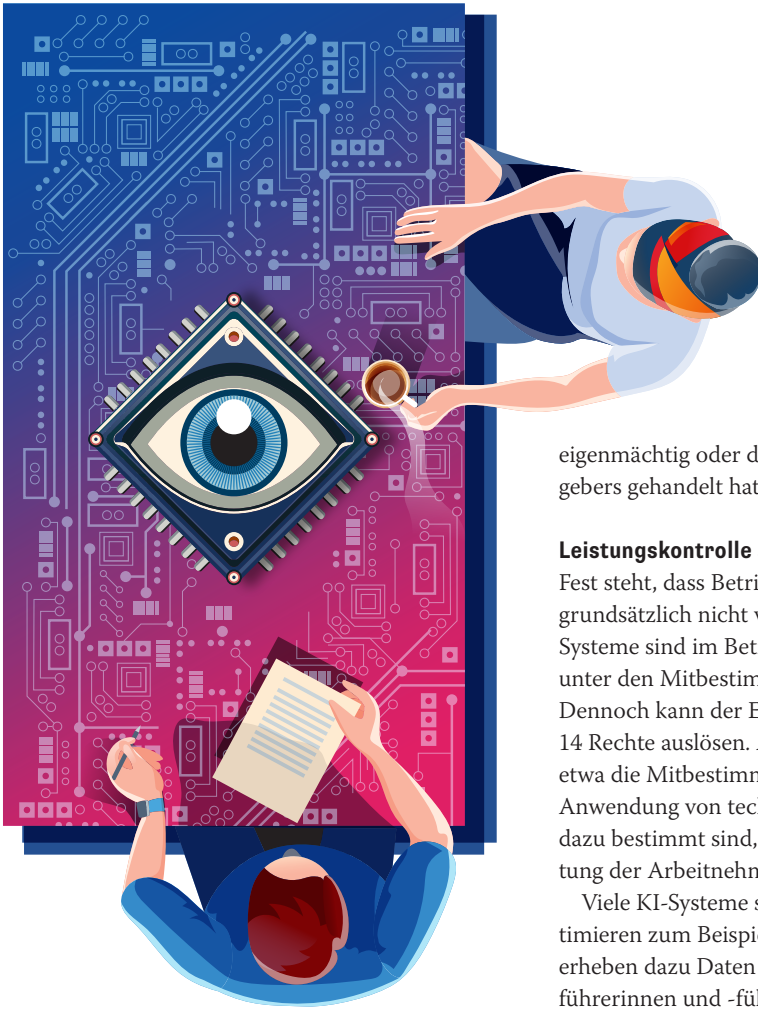 eigenmächtig oder d
gebers gehandelt hat
Leistungskontrolle
Fest steht, dass Betri
grundsätzlich nicht v
Systeme sind im Bet
unter den Mitbestim
Dennoch kann der E
14 Rechte auslösen.
etwa die Mitbestimm
Anwendung von tech
dazu bestimmt sind,
tung der Arbeitnehm
Viele KI-Systeme s
timieren zum Beispie
erheben dazu Daten
führerinnen und -fül